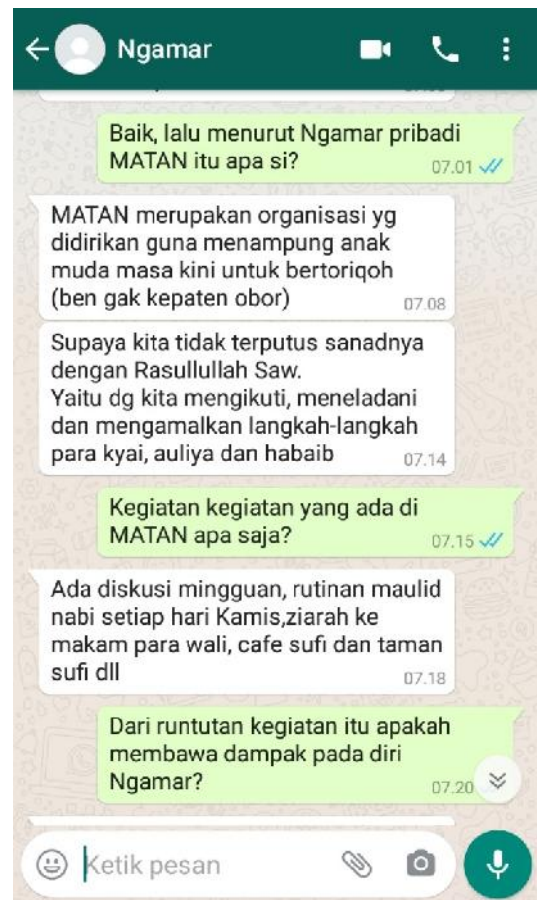 Ngamar
Baik, lalu menurut Ngamar pribadi
MATAN itu apa si?
07.01
MATAN merupakan organisasi yg
didirikan guna menampung anak
muda masa kini untuk bertoriqoh
(ben gak kepaten obor)
07.08
Supaya kita tidak terputus sanadnya
dengan Rasullullah Saw.
Yaitu dg kita mengikuti, meneladani
dan mengamalkan langkah-langkah
para kyai, auliya dan habaib
07.14
Kegiatan kegiatan yang ada di
MATAN apa saja?
07.15
Ada diskusi mingguan, rutinan maulid
nabi setiap hari Kamis,ziarah ke
makam para wali, cafe sufi dan taman
sufi dll
07.18
Dari runtutan kegiatan itu apakah
membawa dampak pada diri
Ngamar?
07.20
Ketik pesan